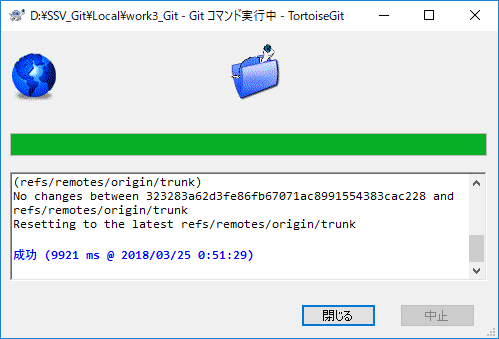 D:¥SSV_Git¥Local¥work3_Git - Git コマンド実行中 - TortoiseGit
(refs/remotes/origin/trunk)
No changes between 323283a62d3fe86fb67071ac8991554383cac228 and
refs/remotes/origin/trunk
Resetting to the latest refs/remotes/origin/trunk
成功 (9921 ms @ 2018/03/25 0:51:29)
閉じる
中止